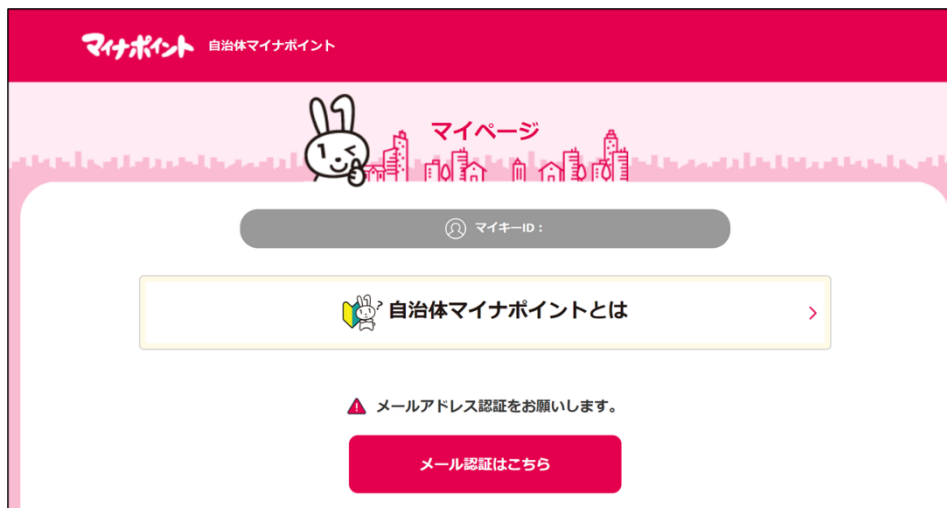 マイナポイント 自治体マイナポイント
マイページ
マイキーID：
自治体マイナポイントとは
メールアドレス認証をお願いします。
メール認証はこちら